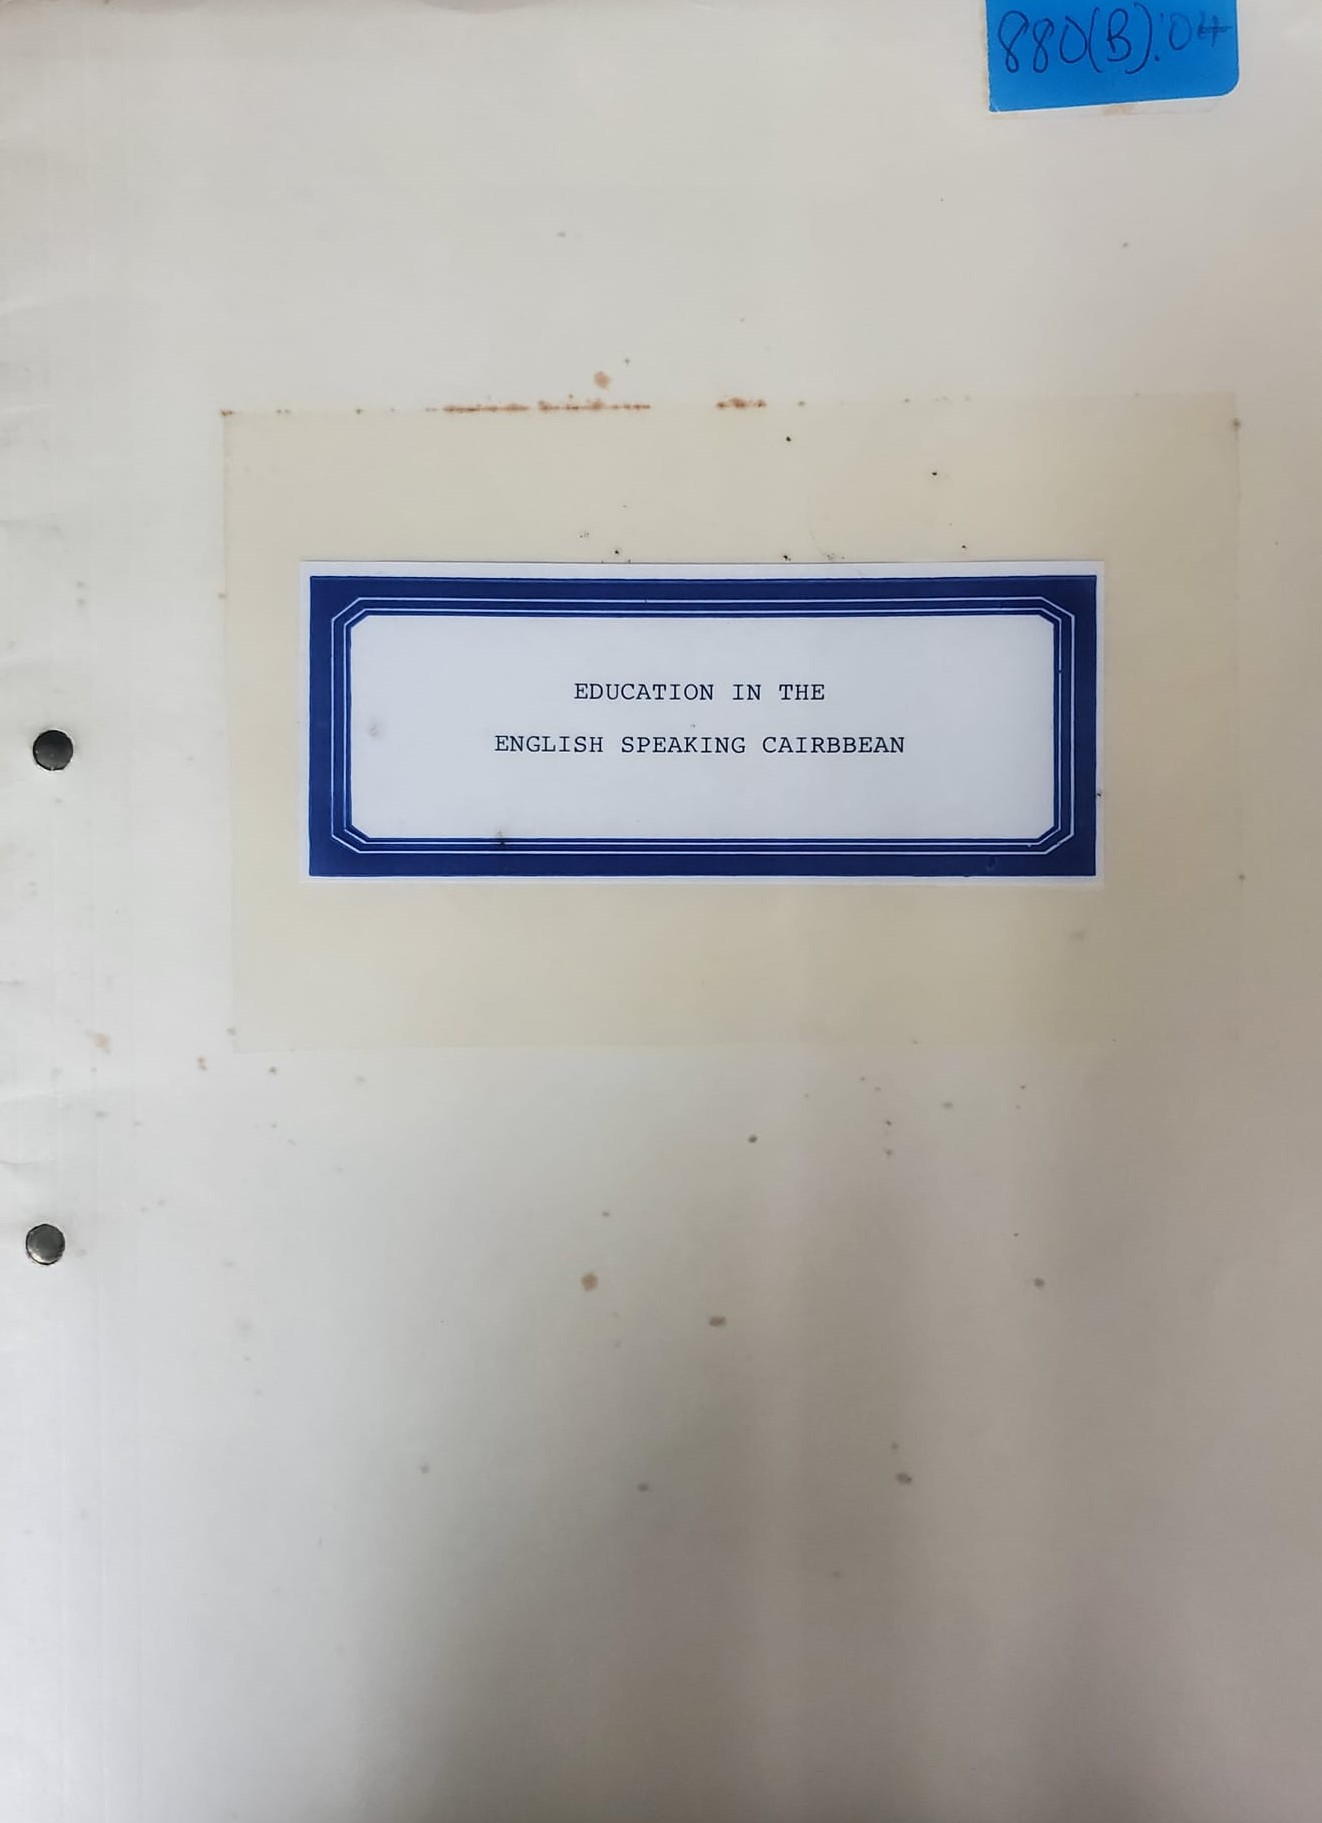 880(B).04
EDUCATION IN THE
ENGLISH SPEAKING CAIRBBEAN